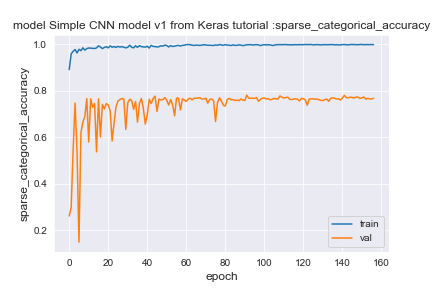 model Simple CNN model v1 from Keras tutorial :sparse_categorical_accuracy
sparse_categorical_accuracy
1.0
0.8
0.6
0.4
0.2
0 20 40 60 80 100 120 140 160
epoch
train
val